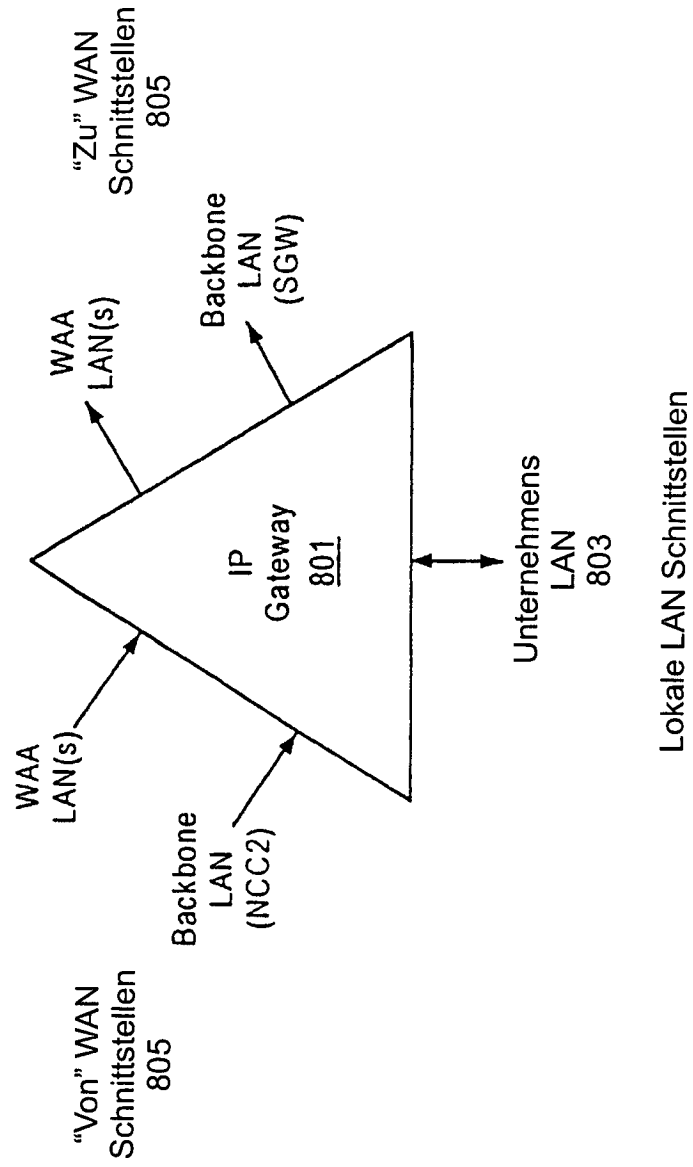 "Von" WAN
Schnittstellen
805
"Zu" WAN
Schnittstellen
805
WAA
LAN(s)
WAA
LAN(s)
Backbone
LAN
(NCC2)
Backbone
LAN
(SGW)
IP
Gateway
801
Unternehmens
LAN
803
Lokale LAN Schnittstellen